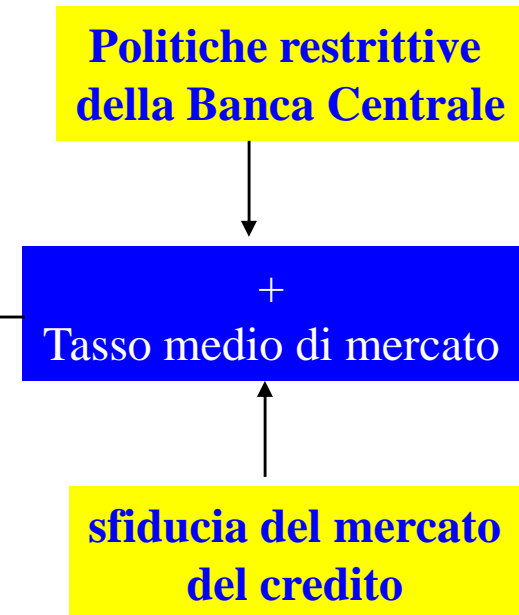 Politiche restrittive
della Banca Centrale
+
Tasso medio di mercato
sfiducia del mercato
del credito